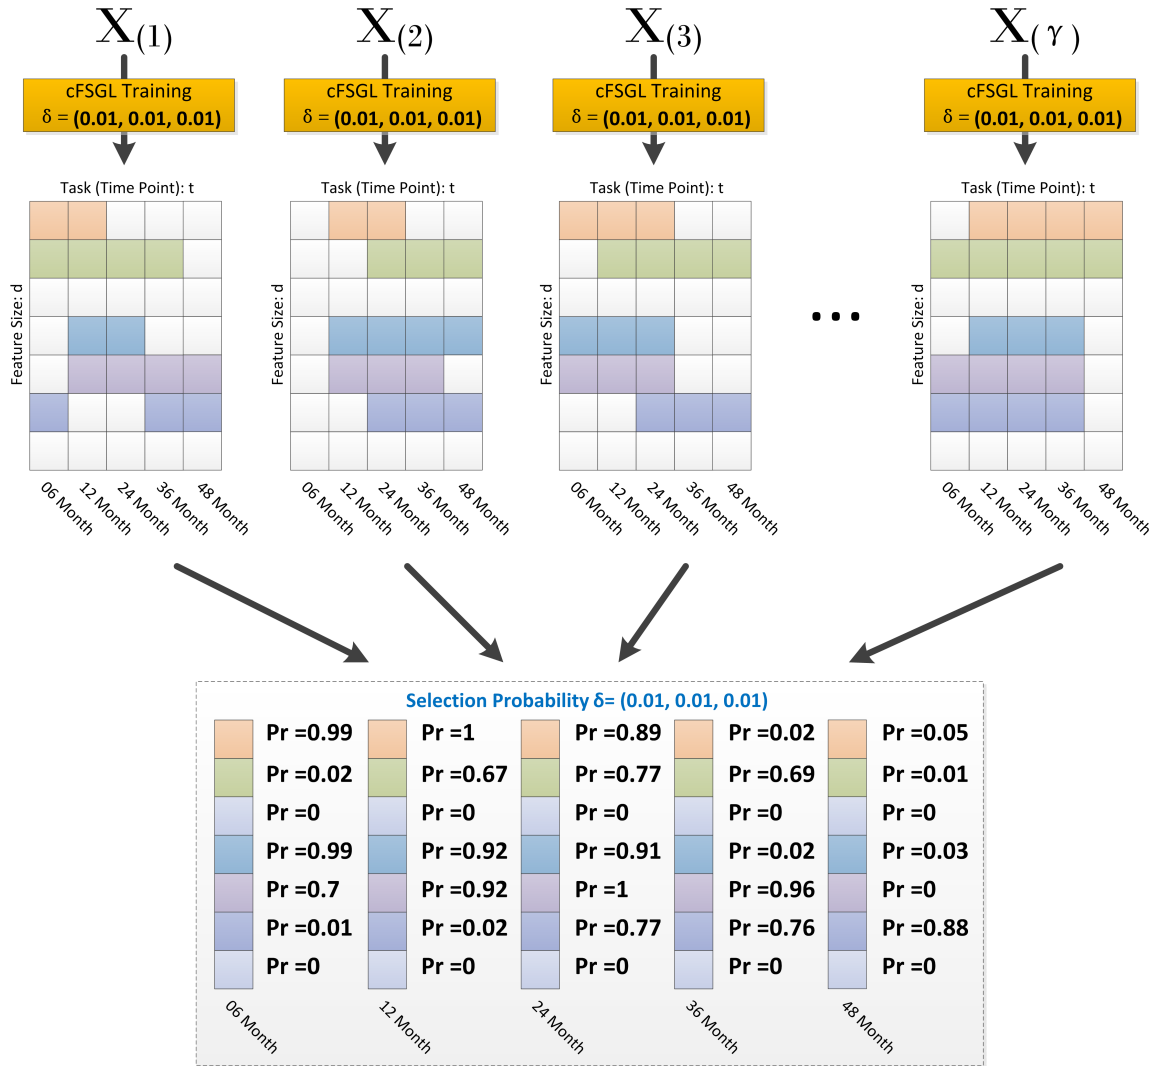 X(1) X(2) X(3) X(γ)
cFSGL Training cFSGL Training cFSGL Training cFSGL Training
δ = (0.01, 0.01, 0.01) δ = (0.01, 0.01, 0.01) δ = (0.01, 0.01, 0.01) δ = (0.01, 0.01, 0.01)
Task (Time Point): t Task (Time Point): t Task (Time Point): t Task (Time Point): t
Feature Size: d Feature Size: d Feature Size: d Feature Size: d
...
06 Month 12 Month 24 Month 36 Month 48 Month 06 Month 12 Month 24 Month 36 Month 48 Month 06 Month 12 Month 24 Month 36 Month 48 Month 06 Month 12 Month 24 Month 36 Month 48 Month
Selection Probability δ= (0.01, 0.01, 0.01)
Pr =0.99 Pr =1 Pr =0.89 Pr =0.02 Pr =0.05
Pr =0.02 Pr =0.67 Pr =0.77 Pr =0.69 Pr =0.01
Pr =0 Pr =0 Pr =0 Pr =0 Pr =0
Pr =0.99 Pr =0.92 Pr =0.91 Pr =0.02 Pr =0.03
Pr =0.7 Pr =0.92 Pr =1 Pr =0.96 Pr =0
Pr =0.01 Pr =0.02 Pr =0.77 Pr =0.76 Pr =0.88
Pr =0 Pr =0 Pr =0 Pr =0 Pr =0
06 Month 12 Month 24 Month 36 Month 48 Month